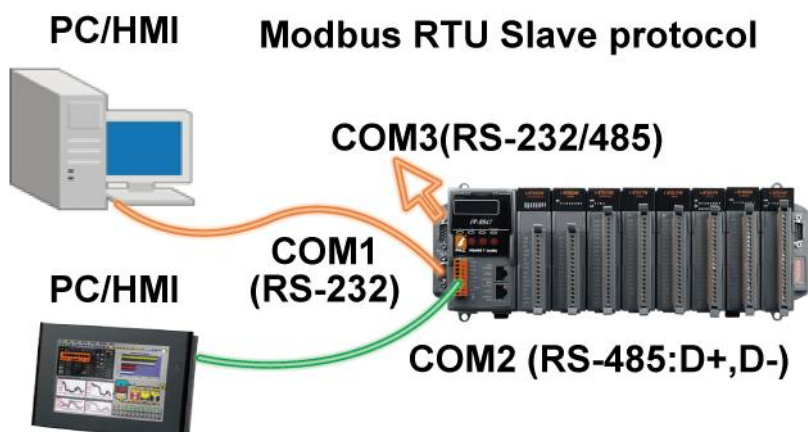 PC/HMI
Modbus RTU Slave protocol
COM3(RS-232/485)
COM1
(RS-232)
PC/HMI
COM2 (RS-485:D+,D-)